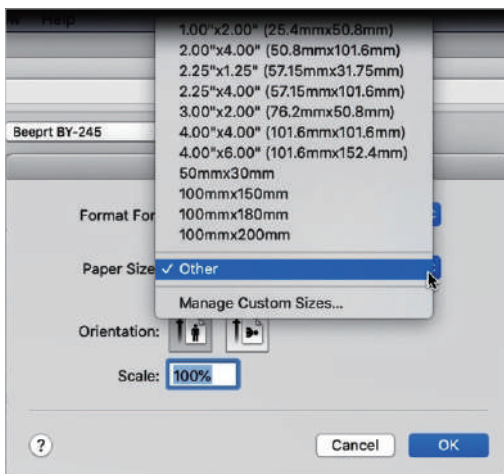 Help
1.00"x2.00" (25.4mmx50.8mm)
2.00"x4.00" (50.8mmx101.6mm)
2.25"x1.25" (57.15mmx31.75mm)
2.25"x4.00" (57.15mmx101.6mm)
3.00"x2.00" (76.2mmx50.8mm)
4.00"x4.00" (101.6mmx101.6mm)
4.00"x6.00" (101.6mmx152.4mm)
50mmx30mm
100mmx150mm
100mmx180mm
100mmx200mm
Beeprt BY-245
Format For
Paper Size ✓ Other
Manage Custom Sizes...
Orientation:
Scale: 100%
? Cancel OK